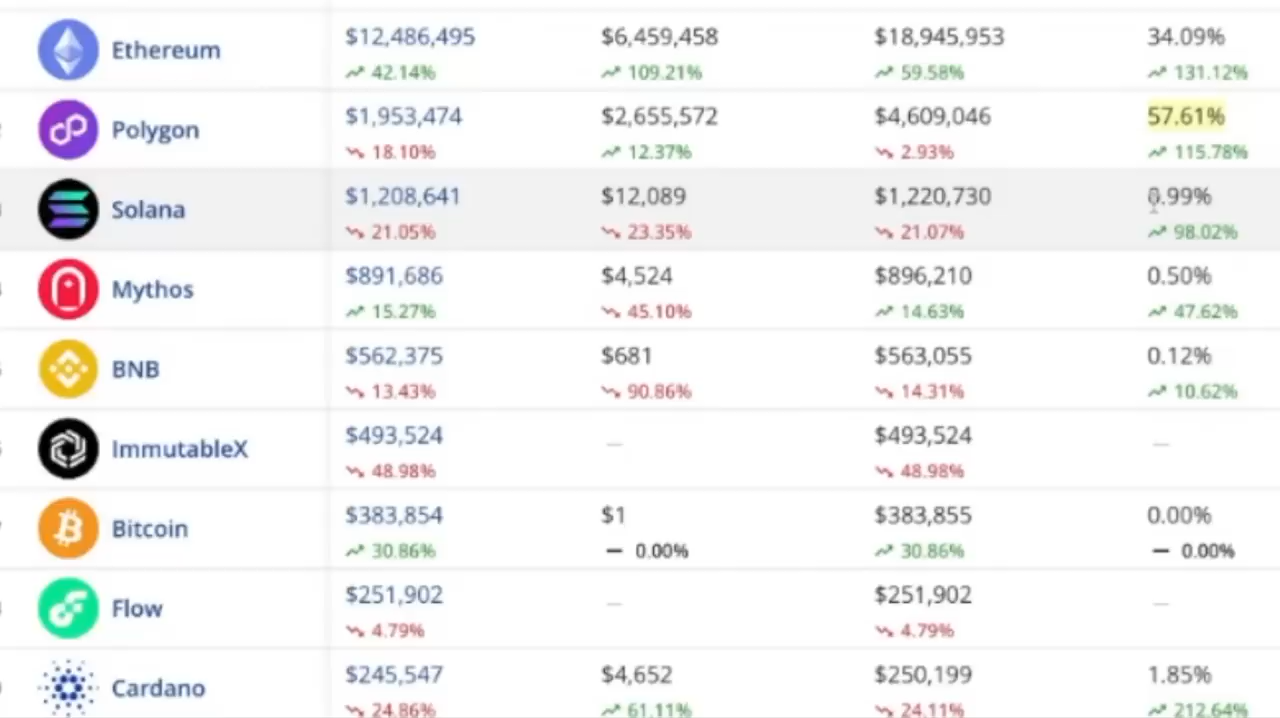 Ethereum $12,486,495 $6,459,458 $18,945,953 34.09%
42.14% 109.21% 59.58% 131.12%
Polygon $1,953,474 $2,655,572 $4,609,046 57.61%
18.10% 12.37% 2.93% 115.78%
Solana $1,208,641 $12,089 $1,220,730 0.99%
21.05% 23.35% 21.07% 98.02%
Mythos $891,686 $4,524 $896,210 0.50%
15.27% 45.10% 14.63% 47.62%
BNB $562,375 $681 $563,055 0.12%
13.43% 90.86% 14.31% 10.62%
ImmutableX $493,524 — $493,524 —
48.98% 48.98%
Bitcoin $383,854 $1 $383,855 0.00%
30.86% — 0.00% 30.86% — 0.00%
Flow $251,902 — $251,902 —
4.79% 4.79%
Cardano $245,547 $4,652 $250,199 1.85%
24.86% 61.11% 24.11% 212.64%